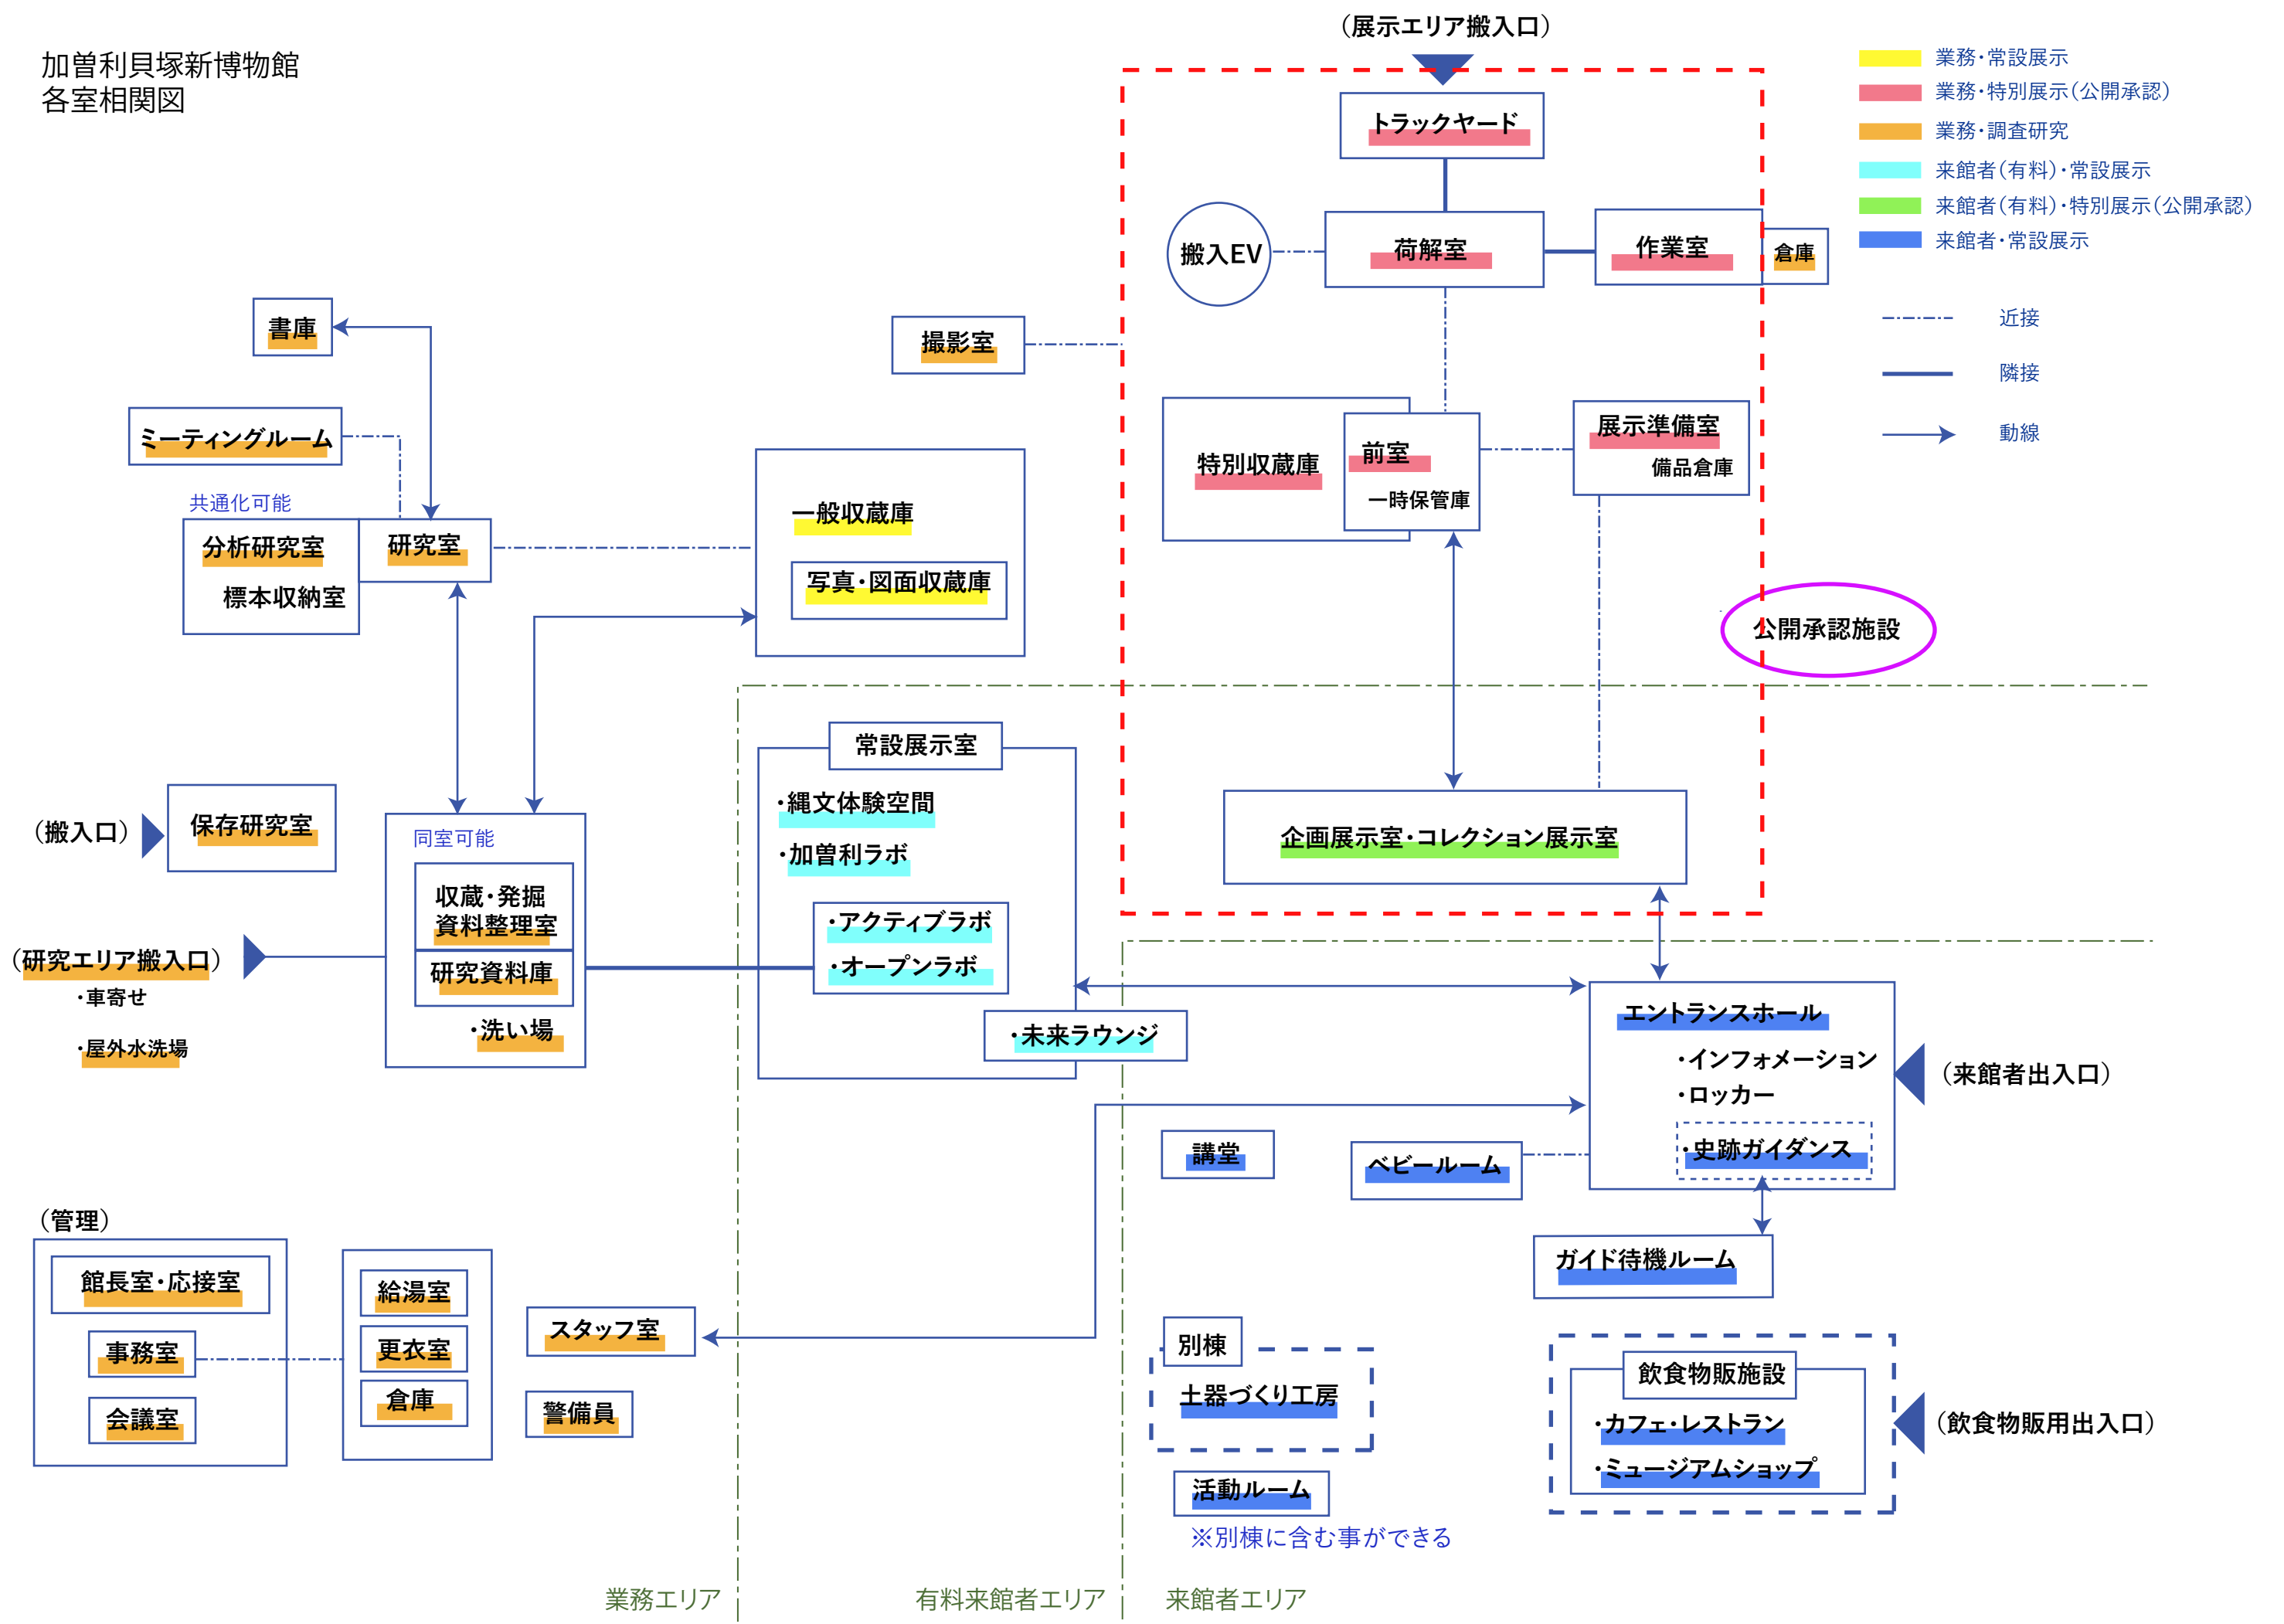 加曽利貝塚新博物館
各室相関図
（展示エリア搬入口）
業務・常設展示
業務・特別展示（公開承認）
業務・調査研究
来館者（有料）・常設展示
来館者（有料）・特別展示（公開承認）
来館者・常設展示
近接
隣接
動線
トラックヤード
搬入EV
荷解室
作業室
倉庫
書庫
撮影室
ミーティングルーム
共通化可能
分析研究室
標本収納室
研究室
一般収蔵庫
写真・図面収蔵庫
特別収蔵庫
前室
一時保管庫
展示準備室
備品倉庫
公開承認施設
常設展示室
・縄文体験空間
・加曽利ラボ
・アクティブラボ
・オープンラボ
・未来ラウンジ
企画展示室・コレクション展示室
（搬入口）
保存研究室
同室可能
収蔵・発掘
資料整理室
研究資料庫
・洗い場
（研究エリア搬入口）
・車寄せ
・屋外水洗場
エントランスホール
・インフォメーション
・ロッカー
・史跡ガイダンス
（来館者出入口）
講堂
ベビールーム
ガイド待機ルーム
（管理）
館長室・応接室
事務室
会議室
給湯室
更衣室
倉庫
スタッフ室
警備員
別棟
土器づくり工房
活動ルーム
※別棟に含む事ができる
飲食物販施設
・カフェ・レストラン
・ミュージアムショップ
（飲食物販用出入口）
業務エリア
有料来館者エリア
来館者エリア